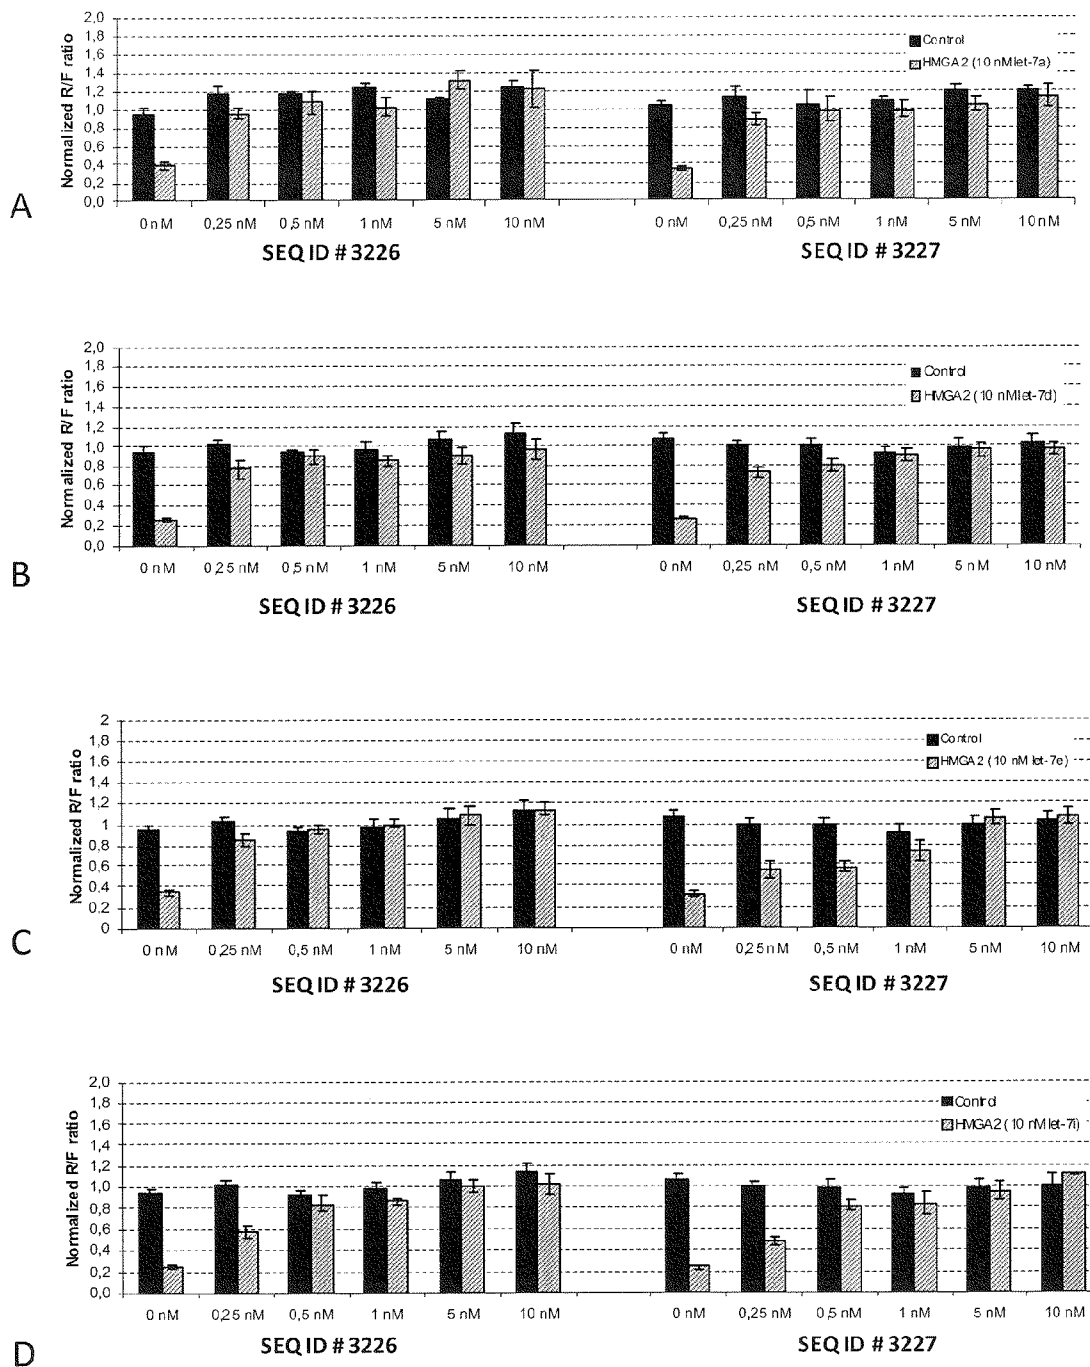 Normalized R/F ratio
2,0
1,8
1,6
1,4
1,2
1,0
0,8
0,6
0,4
0,2
0,0
Control
HMGA2 (10 nM let-7a)
0 nM 0,25 nM 0,5 nM 1 nM 5 nM 10 nM 0 nM 0,25 nM 0,5 nM 1 nM 5 nM 10 nM
SEQ ID # 3226 SEQ ID # 3227
A
Normalized R/F ratio
2,0
1,8
1,6
1,4
1,2
1,0
0,8
0,6
0,4
0,2
0,0
Control
HMGA2 (10 nM let-7d)
0 nM 0,25 nM 0,5 nM 1 nM 5 nM 10 nM 0 nM 0,25 nM 0,5 nM 1 nM 5 nM 10 nM
SEQ ID # 3226 SEQ ID # 3227
B
Normalized R/F ratio
2
1,8
1,6
1,4
1,2
1
0,8
0,6
0,4
0,2
0
Control
HMGA2 (10 nM let-7e)
0 nM 0,25 nM 0,5 nM 1 nM 5 nM 10 nM 0 nM 0,25 nM 0,5 nM 1 nM 5 nM 10 nM
SEQ ID # 3226 SEQ ID # 3227
C
Normalized R/F ratio
2,0
1,8
1,6
1,4
1,2
1,0
0,8
0,6
0,4
0,2
0,0
Control
HMGA2 (10 nM let-7i)
0 nM 0,25 nM 0,5 nM 1 nM 5 nM 10 nM 0 nM 0,25 nM 0,5 nM 1 nM 5 nM 10 nM
SEQ ID # 3226 SEQ ID # 3227
D